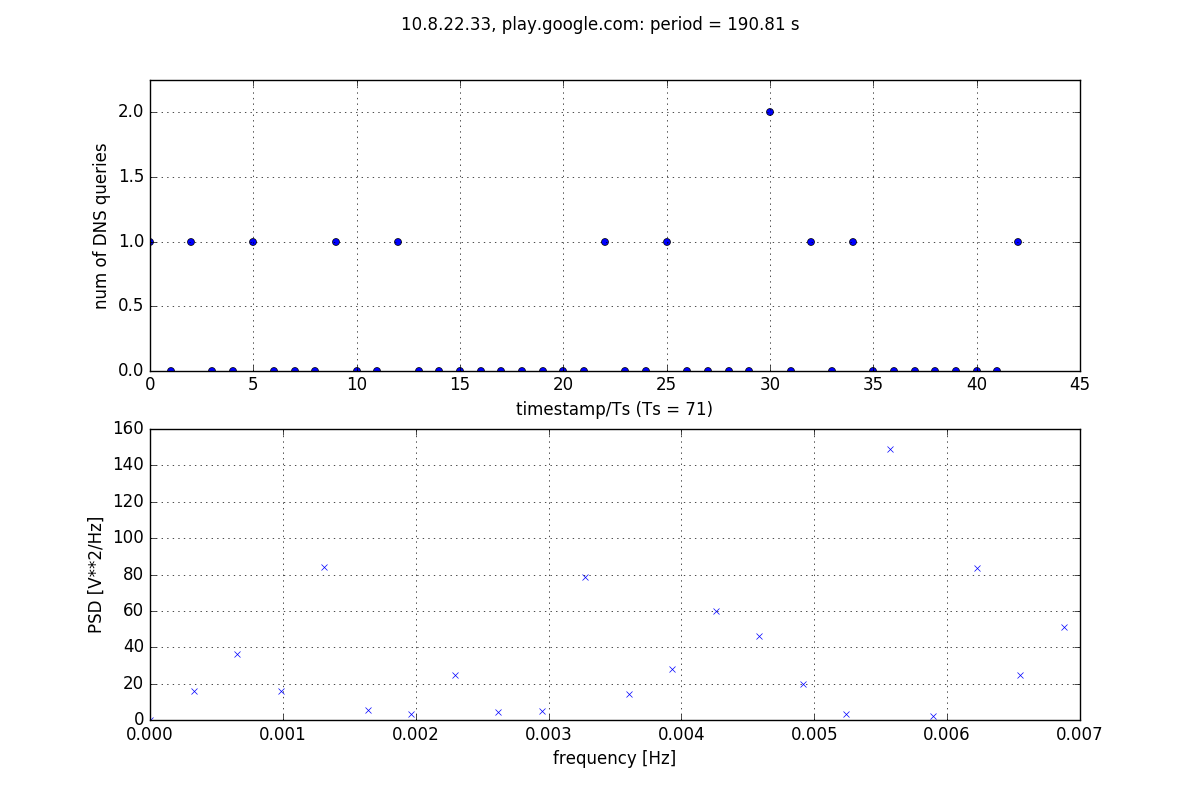 10.8.22.33, play.google.com: period = 190.81 s
2.0
1.5
1.0
0.5
0.0
num of DNS queries
0 5 10 15 20 25 30 35 40 45
timestamp/Ts (Ts = 71)
160
140
120
100
80
60
40
20
0
PSD [V**2/Hz]
0.000 0.001 0.002 0.003 0.004 0.005 0.006 0.007
frequency [Hz]